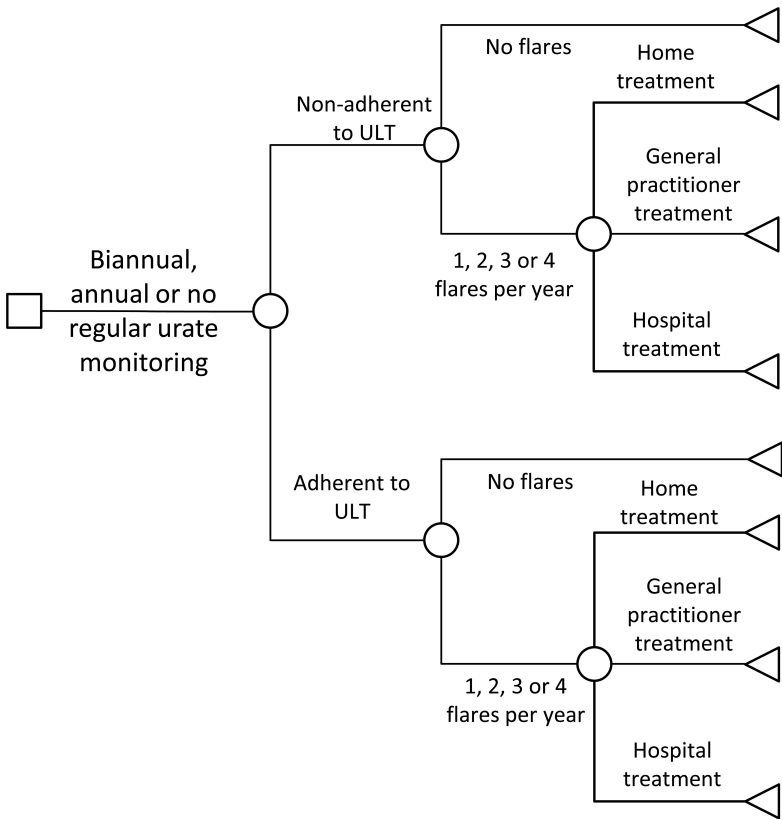 No flares
Home
treatment
Non-adherent
to ULT
General
practitioner
treatment
Biannual,
annual or no
regular urate
monitoring
1, 2, 3 or 4
flares per year
Hospital
treatment
Adherent to
ULT
No flares
Home
treatment
General
practitioner
treatment
1, 2, 3 or 4
flares per year
Hospital
treatment